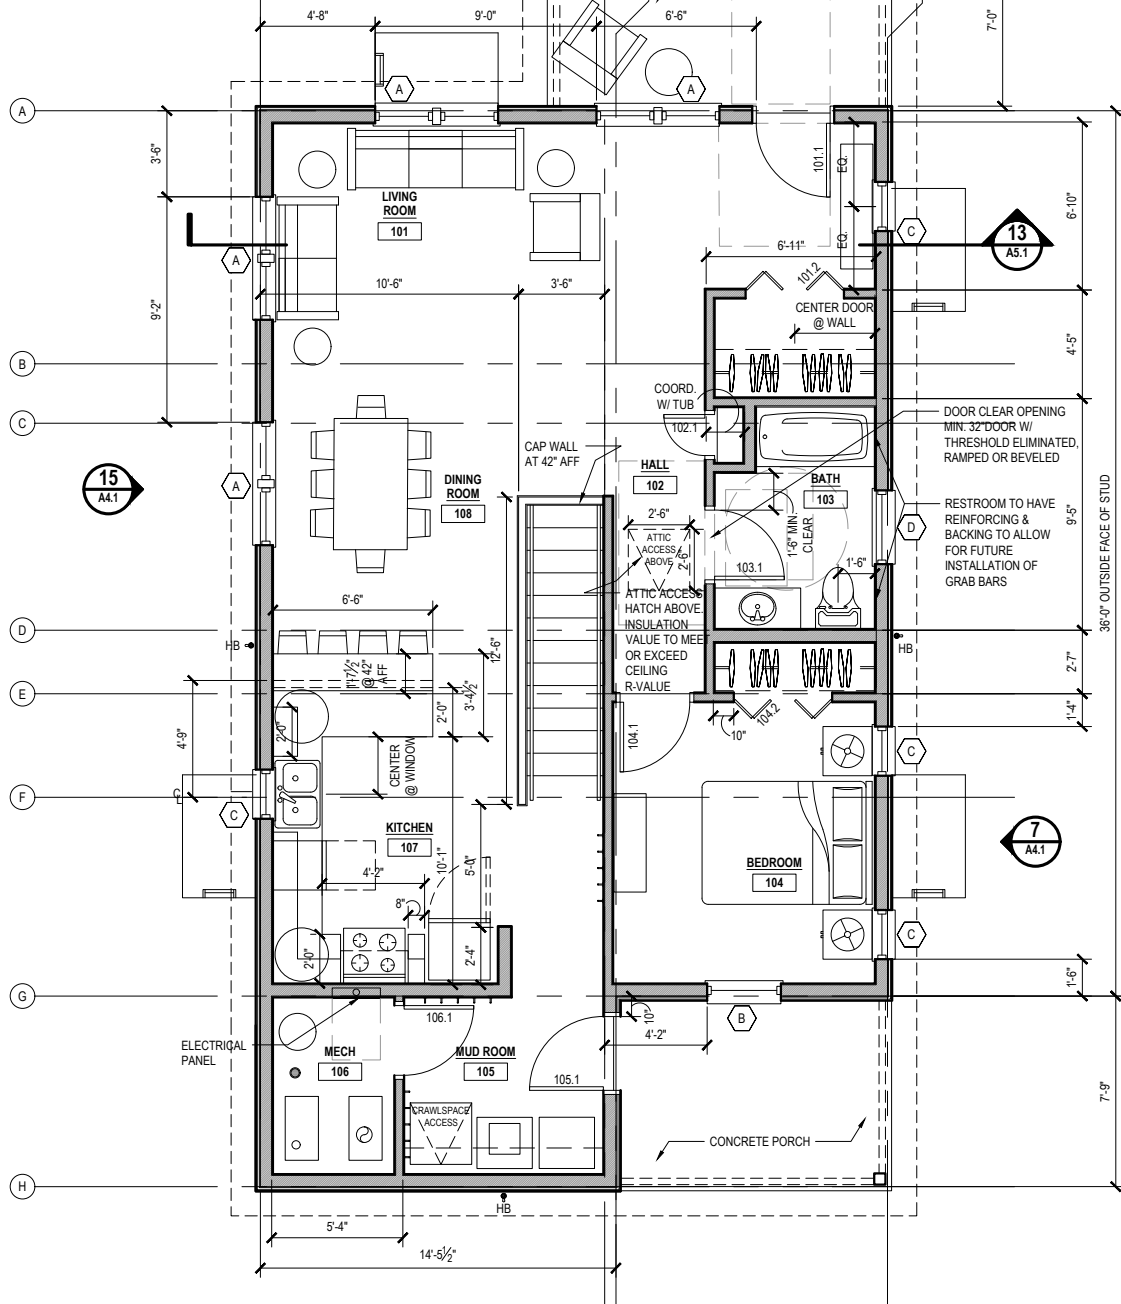 4'-8"
9'-0"
6'-6"
7'-0"
A
A
A
3'-6"
101.1
EQ.
6'-10"
LIVING
ROOM
101
C
13
A5.1
A
EQ.
6'-11"
101.2
10'-6"
3'-6"
9'-2"
CENTER DOOR
@ WALL
4'-5"
B
COORD.
W/ TUB
C
102.1
DOOR CLEAR OPENING
MIN. 32"DOOR W/
THRESHOLD ELIMINATED,
RAMPED OR BEVELED
CAP WALL
AT 42" AFF
HALL
102
15
A4.1
A
DINING
ROOM
108
BATH
103
RESTROOM TO HAVE
REINFORCING &
BACKING TO ALLOW
FOR FUTURE
INSTALLATION OF
GRAB BARS
D
9'-5"
2'-6"
1'-6" MIN.
CLEAR
ATTIC
ACCESS
ABOVE
2'-6"
103.1
1'-6"
36'-0" OUTSIDE FACE OF STUD
ATTIC ACCESS
HATCH ABOVE.
INSULATION
VALUE TO MEET
OR EXCEED
CEILING
R-VALUE
6'-6"
D
HB
HB
12'-6"
1'-7½"
@ 42"
AFF
2'-7"
E
3'-4½"
2'-0"
104.2
1'-4"
2'-0"
4'-9"
104.1
10"
CENTER
@ WINDOW
C
F
C
C
KITCHEN
107
7
A4.1
10'-1"
5'-0"
BEDROOM
104
4'-2"
8"
C
2'-0"
2'-4"
1'-6"
G
106.1
10"
B
4'-2"
ELECTRICAL
PANEL
MECH
106
MUD ROOM
105
105.1
7'-9"
CRAWLSPACE
ACCESS
CONCRETE PORCH
H
HB
5'-4"
14'-5½"